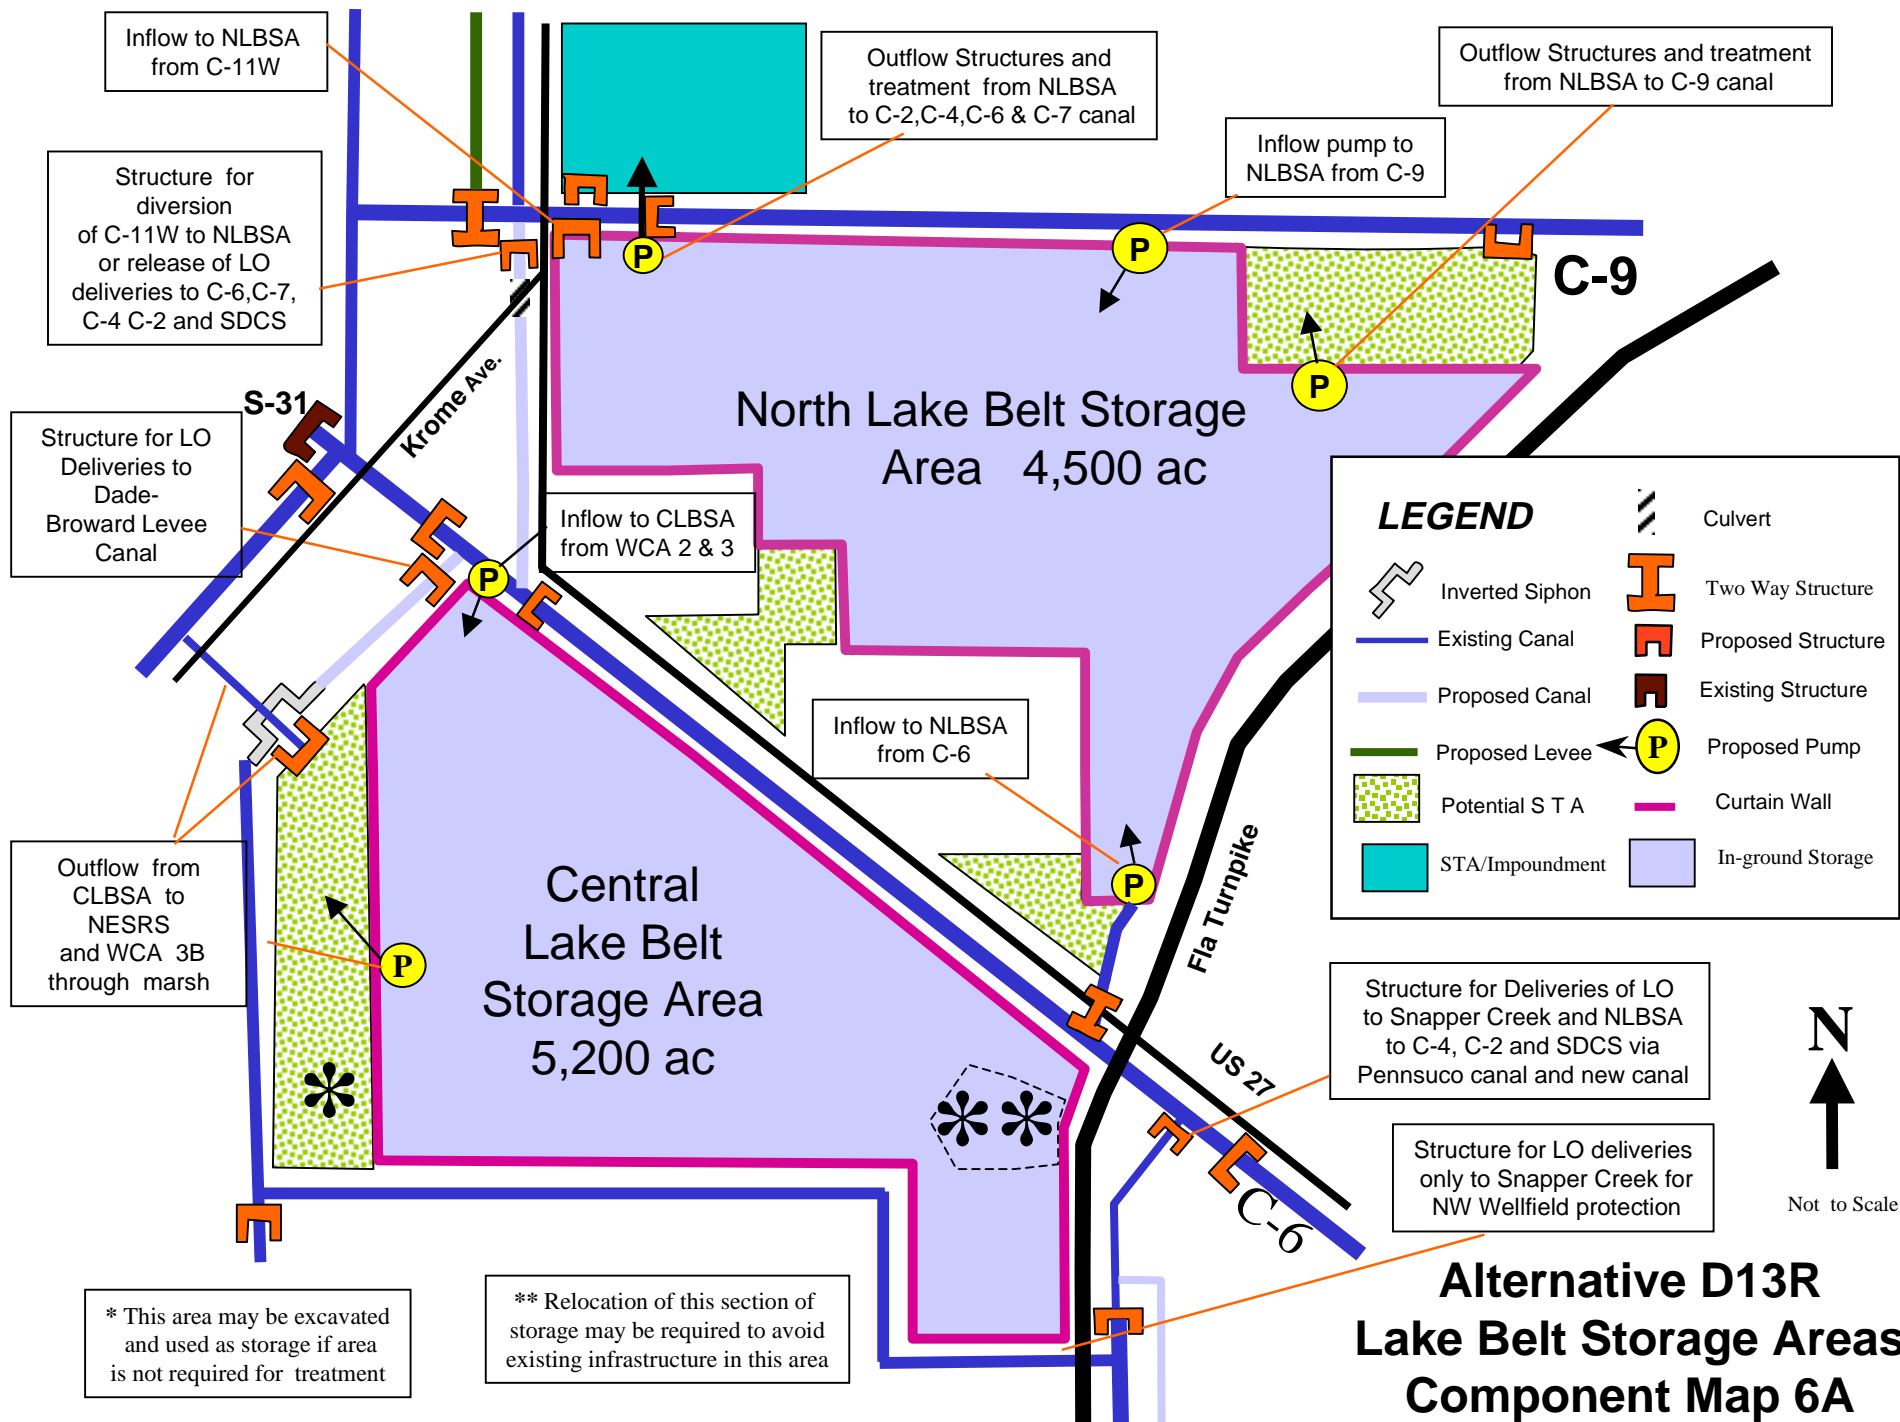 Inflow to NLBSA
from C-11W
Outflow Structures and
treatment from NLBSA
to C-2,C-4,C-6 & C-7 canal
Outflow Structures and treatment
from NLBSA to C-9 canal
Inflow pump to
NLBSA from C-9
Structure for
diversion
of C-11W to NLBSA
or release of LO
deliveries to C-6,C-7,
C-4 C-2 and SDCS
P
P
C-9
P
Krome Ave.
S-31
North Lake Belt Storage
Area 4,500 ac
Structure for LO
Deliveries to
Dade-
Broward Levee
Canal
Inflow to CLBSA
from WCA 2 & 3
P
LEGEND
Culvert
Inverted Siphon
Two Way Structure
Existing Canal
Proposed Structure
Proposed Canal
Existing Structure
Proposed Levee
P
Proposed Pump
Potential S T A
Curtain Wall
STA/Impoundment
In-ground Storage
Inflow to NLBSA
from C-6
P
Fla Turnpike
Outflow from
CLBSA to
NESRS
and WCA 3B
through marsh
P
Central
Lake Belt
Storage Area
5,200 ac
*
* *
US 27
Structure for Deliveries of LO
to Snapper Creek and NLBSA
to C-4, C-2 and SDCS via
Pennsuco canal and new canal
N
Not to Scale
Structure for LO deliveries
only to Snapper Creek for
NW Wellfield protection
C-6
* This area may be excavated
and used as storage if area
is not required for treatment
** Relocation of this section of
storage may be required to avoid
existing infrastructure in this area
Alternative D13R
Lake Belt Storage Areas
Component Map 6A